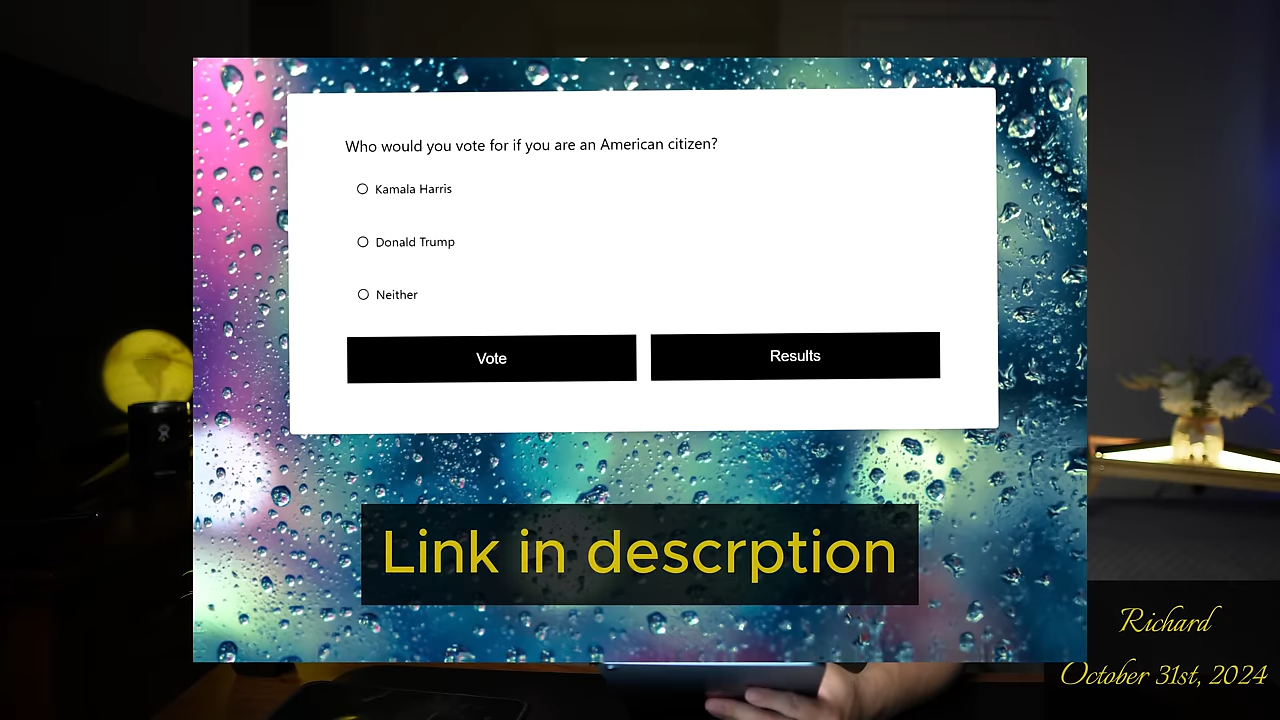 Who would you vote for if you are an American citizen?
Kamala Harris
Donald Trump
Neither
Vote
Results
Link in descrption
Richard
October 31st, 2024